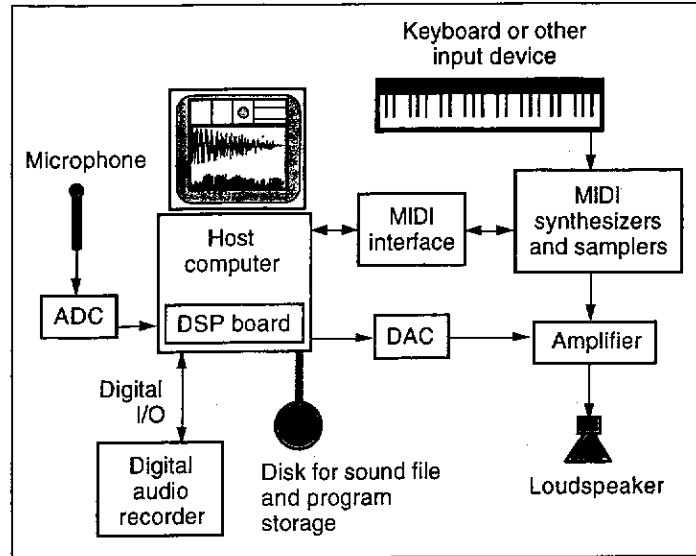 Keyboard or other
input device
Microphone
Host
computer
MIDI
interface
MIDI
synthesizers
and samplers
ADC
DSP board
DAC
Amplifier
Digital
I/O
Digital
audio
recorder
Disk for sound file
and program
storage
Loudspeaker